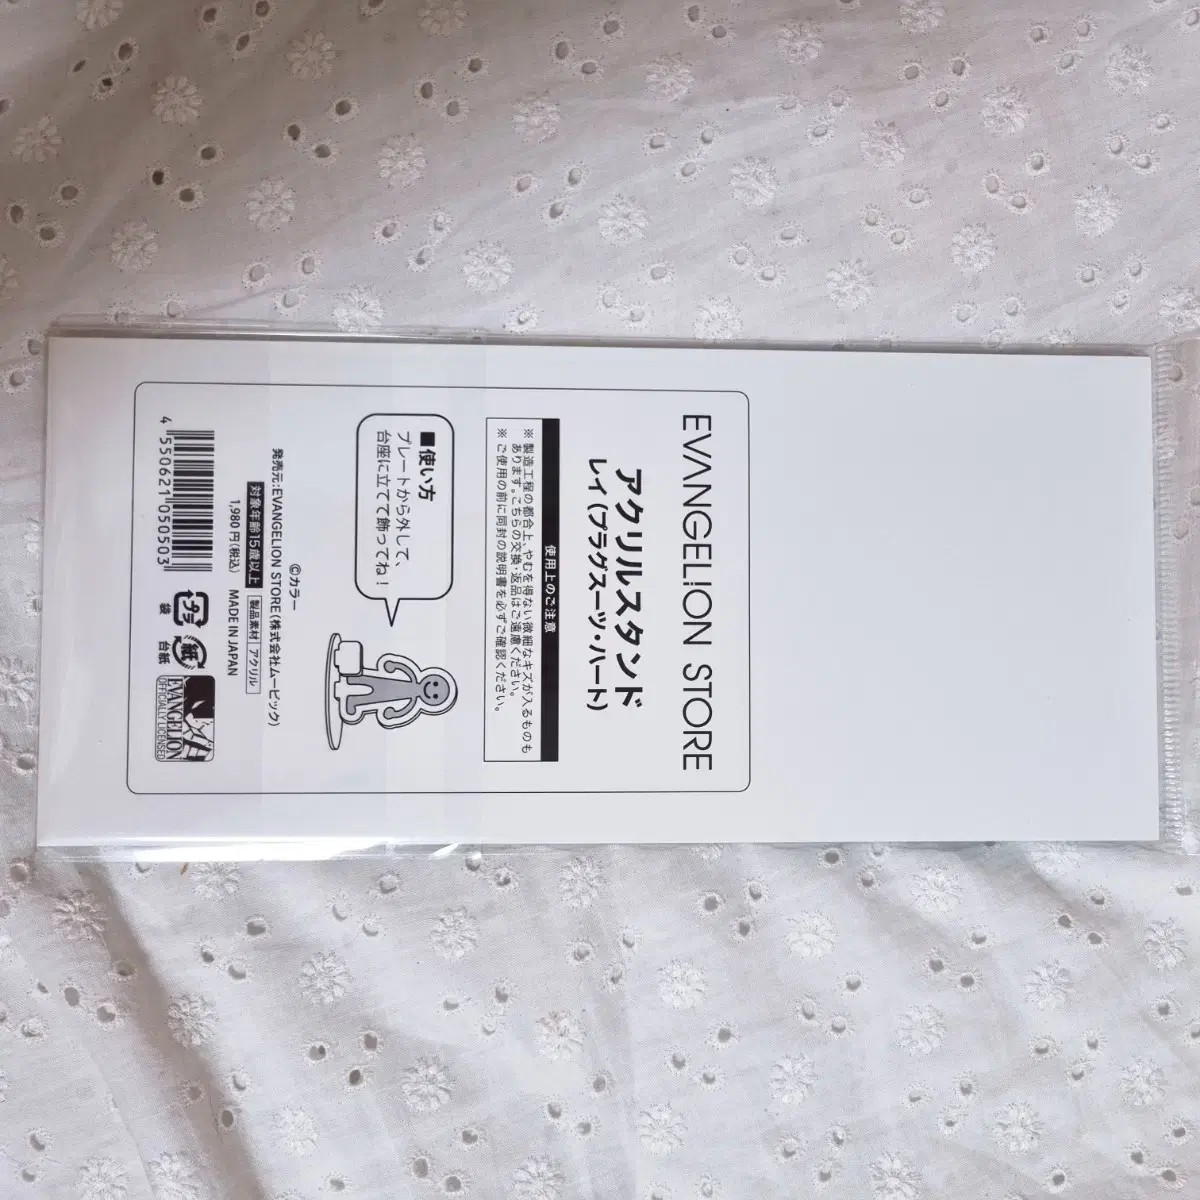 EVANGELION STORE
アクリルスタンド
レイ(プラグスーツ・ハート)
使用上のご注意
※製造工程の都合上、やむを得ない微細なキズが入るものも
あります。こちらの交換・返品はご遠慮ください。
※ご使用の前に同封の説明書を必ずご確認ください。
■使い方
プレートから外して、
台座に立てて飾ってね!
©カラー
発売元:EVANGELION STORE(株式会社ムービック)
対象年齢15歳以上 製品素材 アクリル
1,980円(税込) MADE IN JAPAN
4 550621 050503
プラ 紙
袋 台紙
EVANGELION
OFFICIALLY LICENSED